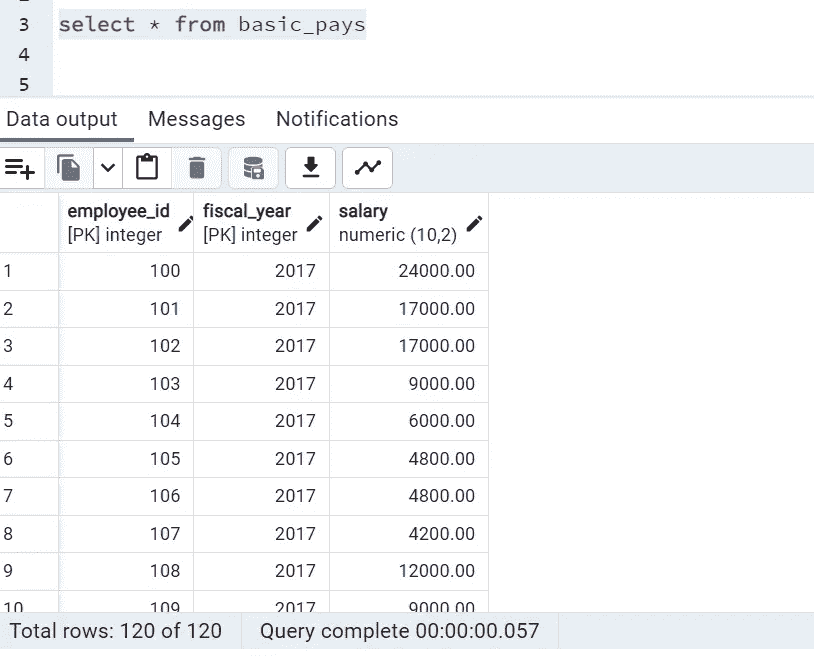 3 select * from basic_pays
4
5
Data output Messages Notifications
employee_id fiscal_year salary
[PK] integer [PK] integer numeric (10,2)
1 100 2017 24000.00
2 101 2017 17000.00
3 102 2017 17000.00
4 103 2017 9000.00
5 104 2017 6000.00
6 105 2017 4800.00
7 106 2017 4800.00
8 107 2017 4200.00
9 108 2017 12000.00
10 109 2017 9000.00
Total rows: 120 of 120 Query complete 00:00:00.057